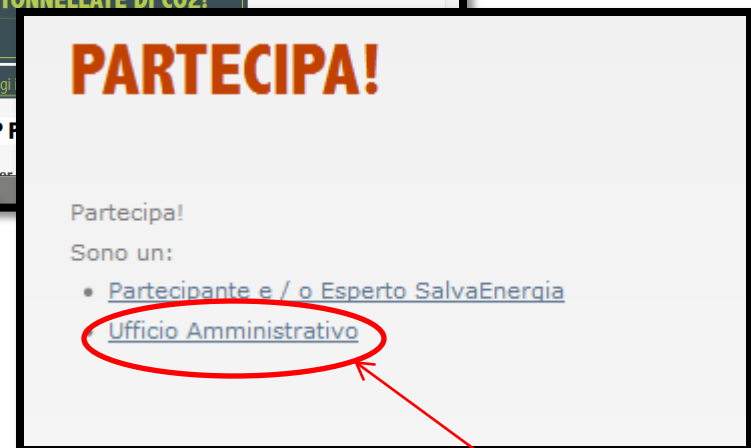 TONNELLATE DI CO2!
PARTECIPA!
Partecipa!
Sono un:
• Partecipante e / o Esperto SalvaEnergia
• Ufficio Amministrativo